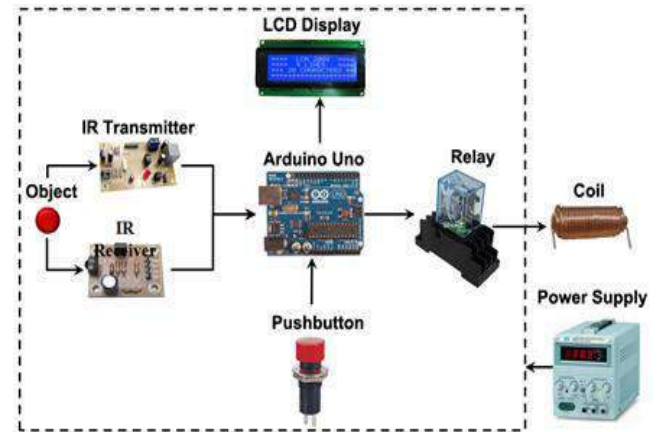 LCD Display
IR Transmitter
Arduino Uno
Relay
Object
Coil
IR
Receiver
Power Supply
Pushbutton